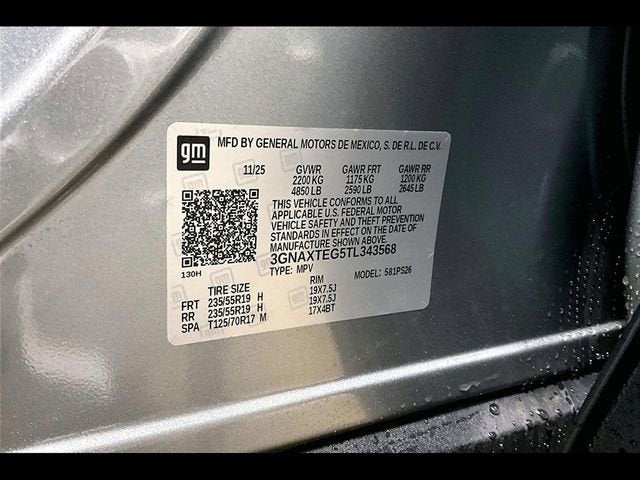 gm
MFD BY GENERAL MOTORS DE MEXICO, S. DE R.L. DE C.V.
11/25 GVWR GAWR FRT GAWR RR
2200 KG 1175 KG 1200 KG
4850 LB 2590 LB 2645 LB
THIS VEHICLE CONFORMS TO ALL
APPLICABLE U.S. FEDERAL MOTOR
VEHICLE SAFETY AND THEFT PREVENTION
STANDARDS IN EFFECT ON THE DATE OF
MANUFACTURE SHOWN ABOVE.
3GNAXTEG5TL343568
130H TYPE: MPV MODEL: 581PS26
TIRE SIZE RIM
FRT 235/55R19 H 19X7.5J
RR 235/55R19 H 19X7.5J
SPA T125/70R17 M 17X4BT